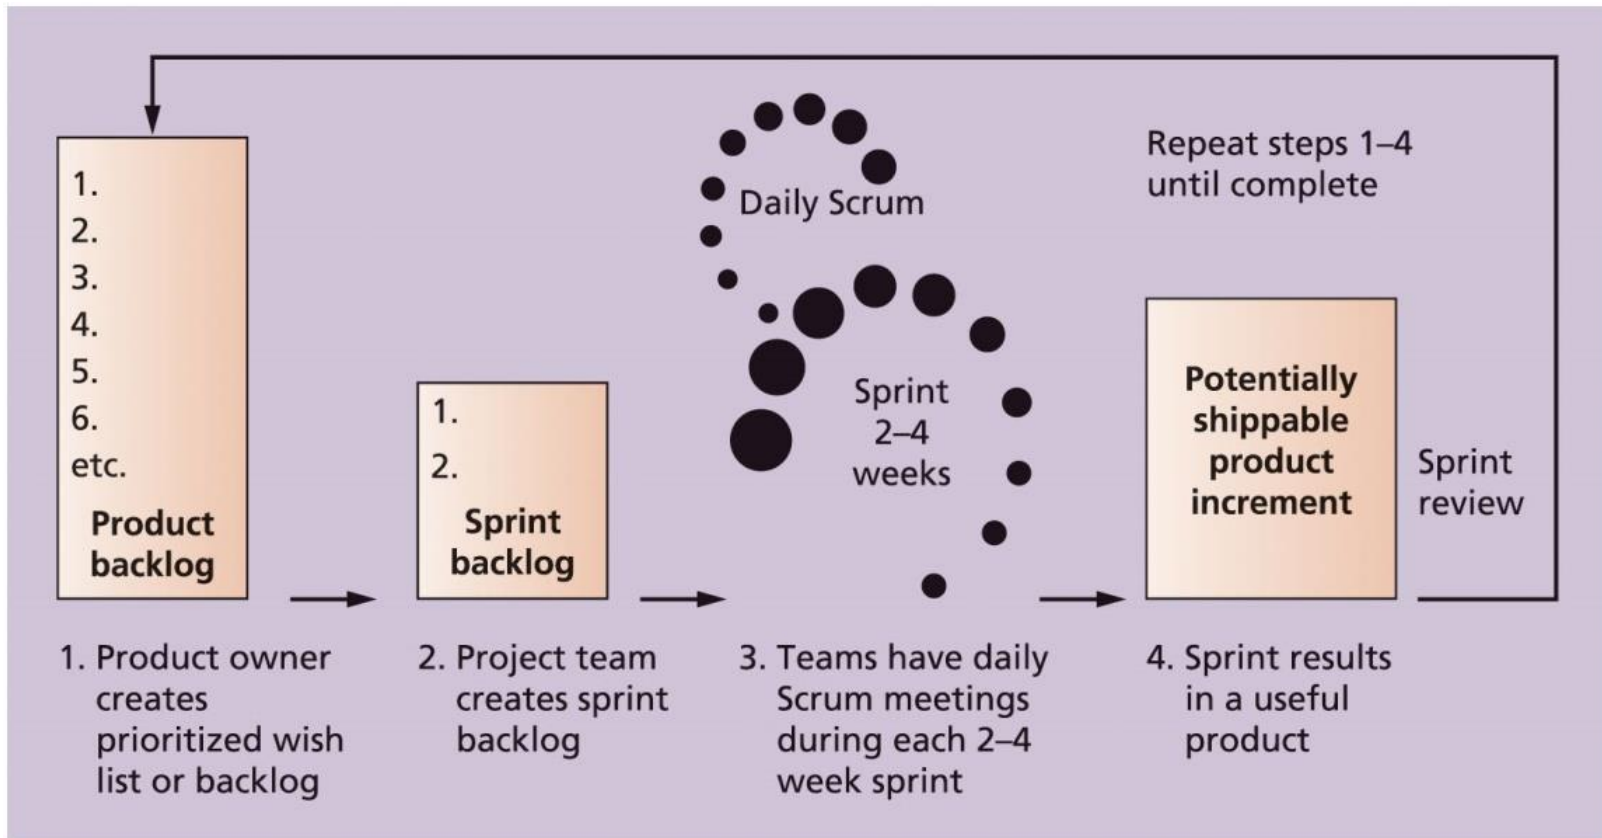 1.
2.
3.
4.
5.
6.
etc.
Product
backlog
1.
2.
Sprint
backlog
Daily Scrum
Sprint
2–4
weeks
Repeat steps 1–4
until complete
Potentially
shippable
product
increment
Sprint
review
1. Product owner
creates
prioritized wish
list or backlog
2. Project team
creates sprint
backlog
3. Teams have daily
Scrum meetings
during each 2–4
week sprint
4. Sprint results
in a useful
product